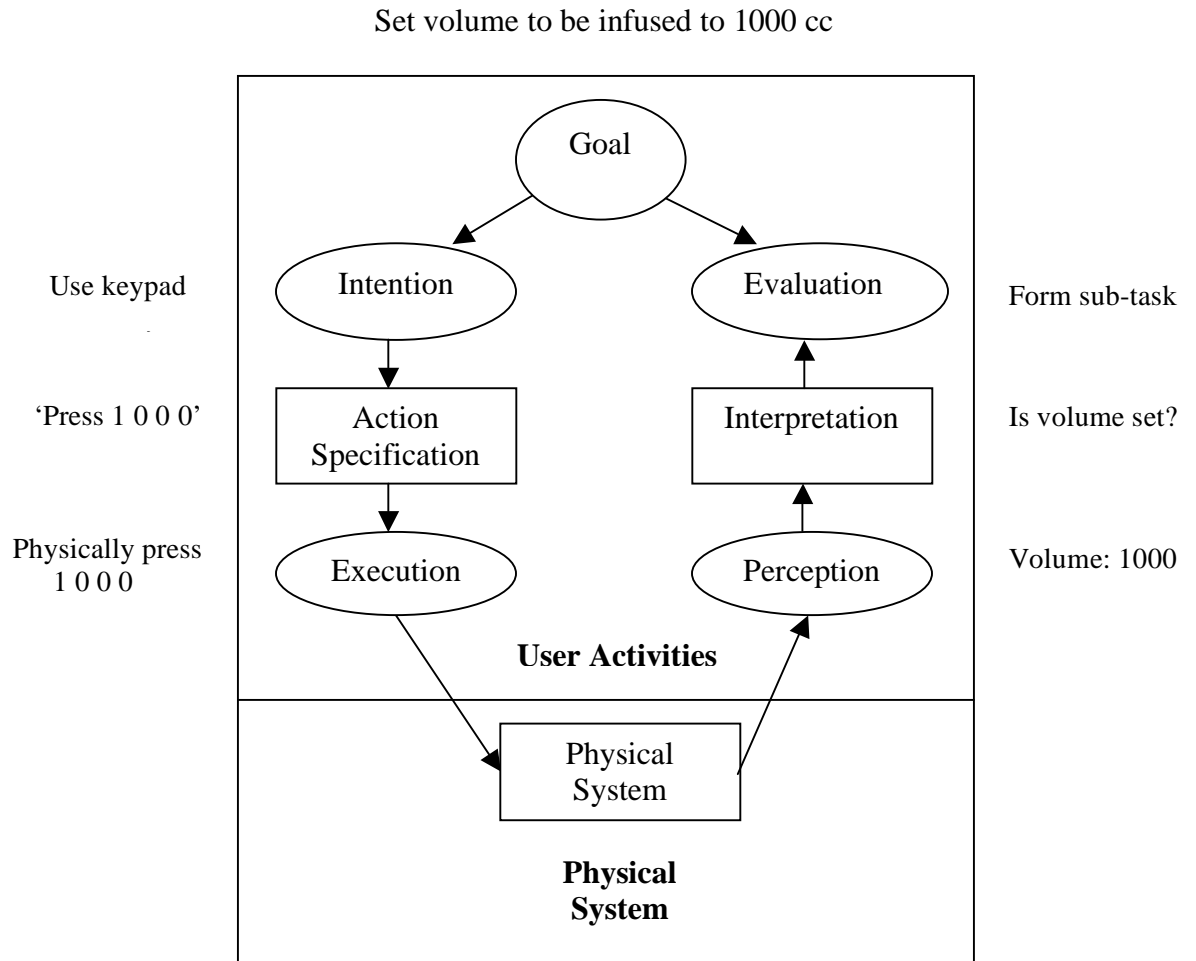 Set volume to be infused to 1000 cc
Goal
Use keypad
Intention
Evaluation
Form sub-task
‘Press 1 0 0 0’
Action
Specification
Interpretation
Is volume set?
Physically press
1 0 0 0
Execution
Perception
Volume: 1000
User Activities
Physical
System
Physical
System